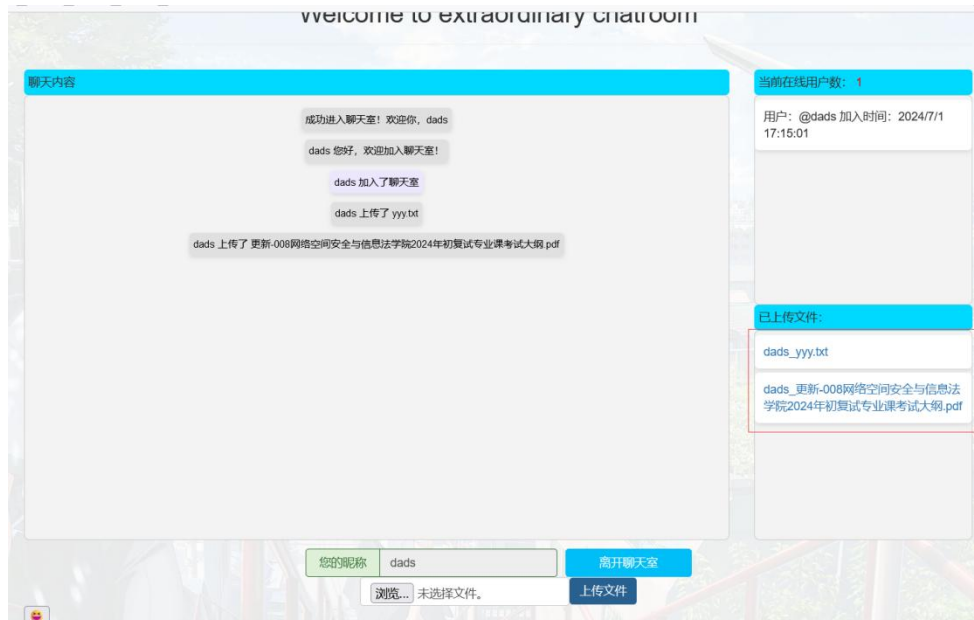 Welcome to extraordinary chatroom
聊天内容
成功进入聊天室！欢迎你，dads
dads 您好，欢迎加入聊天室！
dads 加入了聊天室
dads 上传了 yyy.txt
dads 上传了 更新-008网络空间安全与信息法学院2024年初复试专业课考试大纲.pdf
当前在线用户数： 1
用户：@dads 加入时间：2024/7/1
17:15:01
已上传文件：
dads_yyy.txt
dads_更新-008网络空间安全与信息法
学院2024年初复试专业课考试大纲.pdf
您的昵称 dads 离开聊天室
浏览... 未选择文件。 上传文件